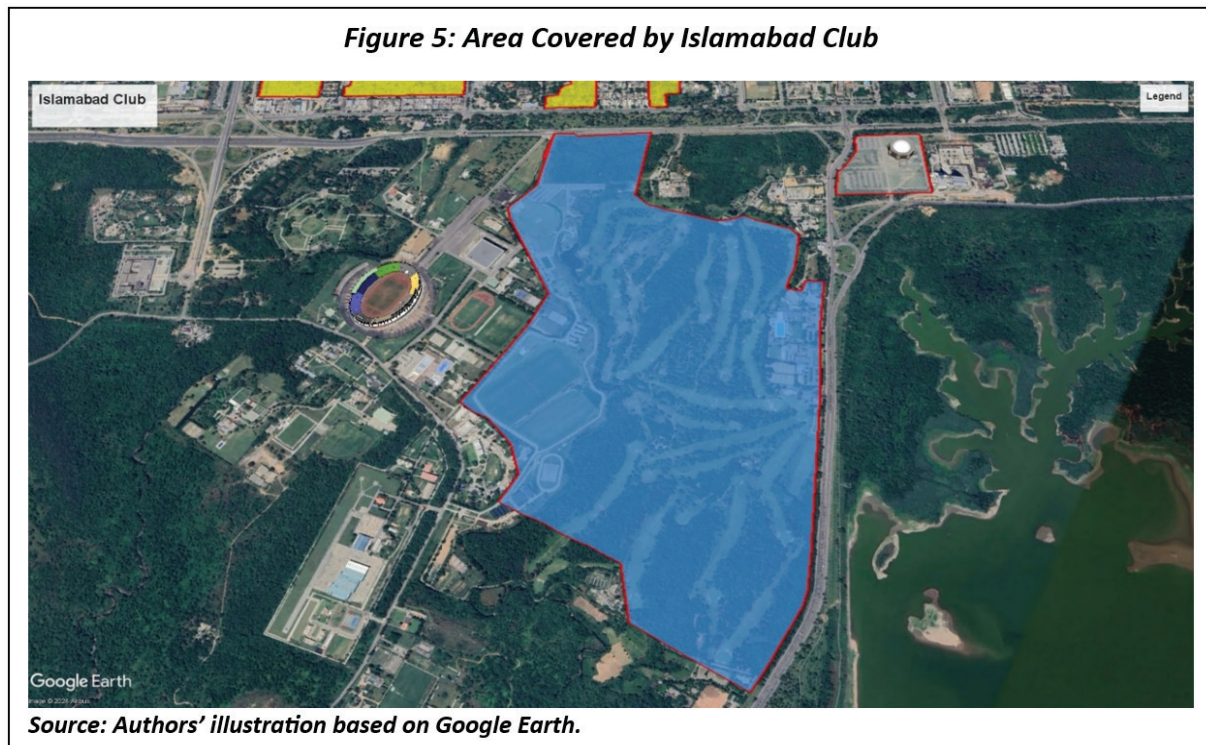 Figure 5: Area Covered by Islamabad Club
Islamabad Club
Legend
Google Earth
Source: Authors' illustration based on Google Earth.